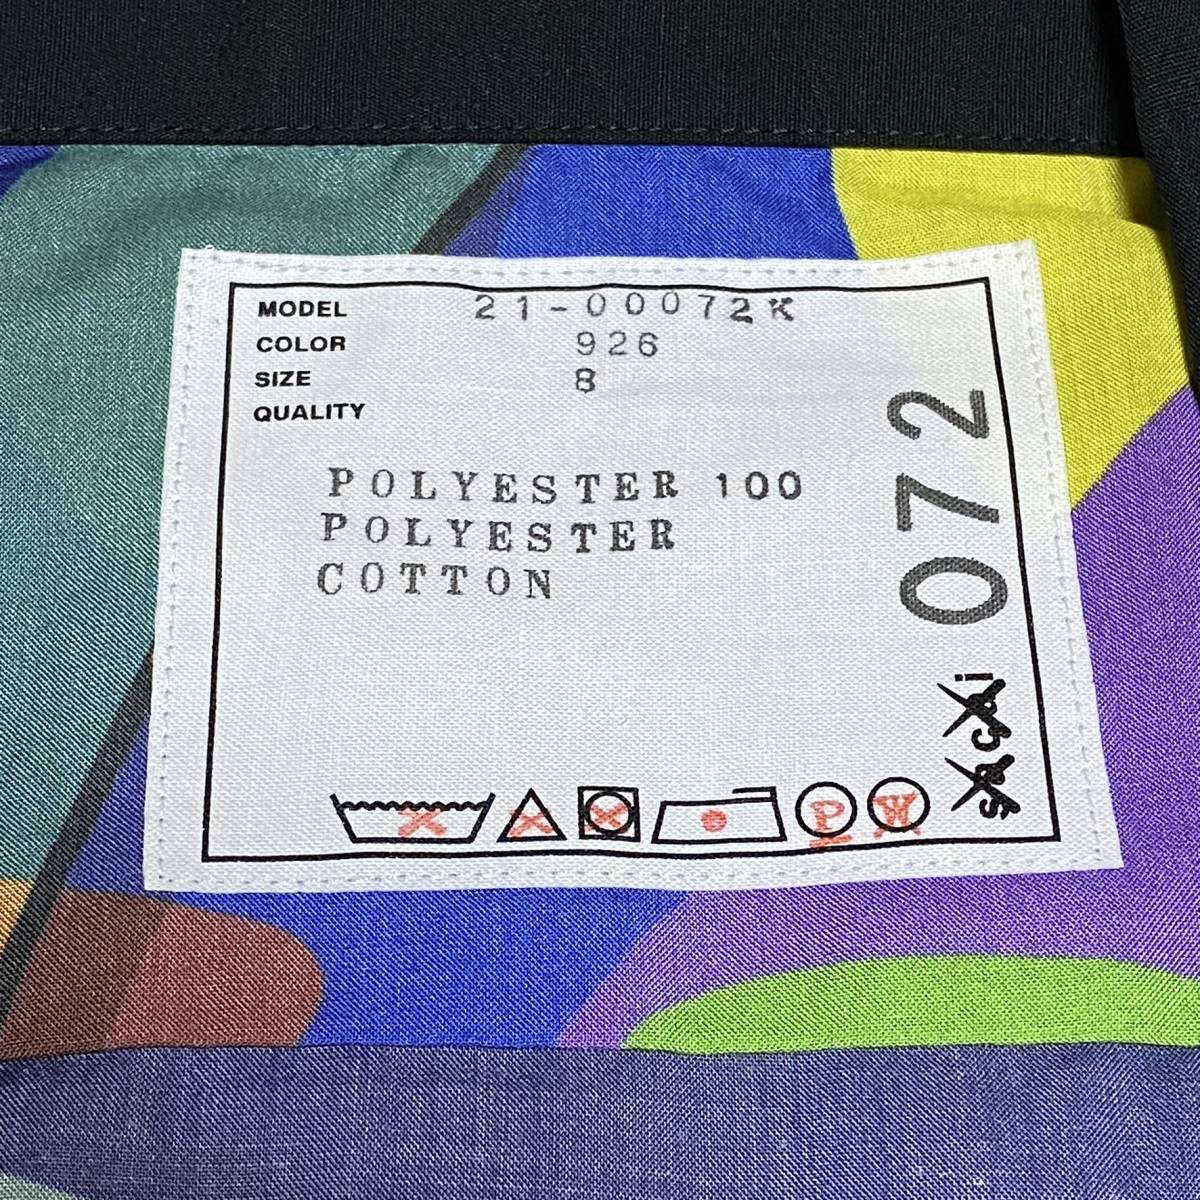 MODEL 21-00072K
COLOR 926
SIZE 8
QUALITY
POLYESTER 100
POLYESTER
COTTON
072
sacai
P W